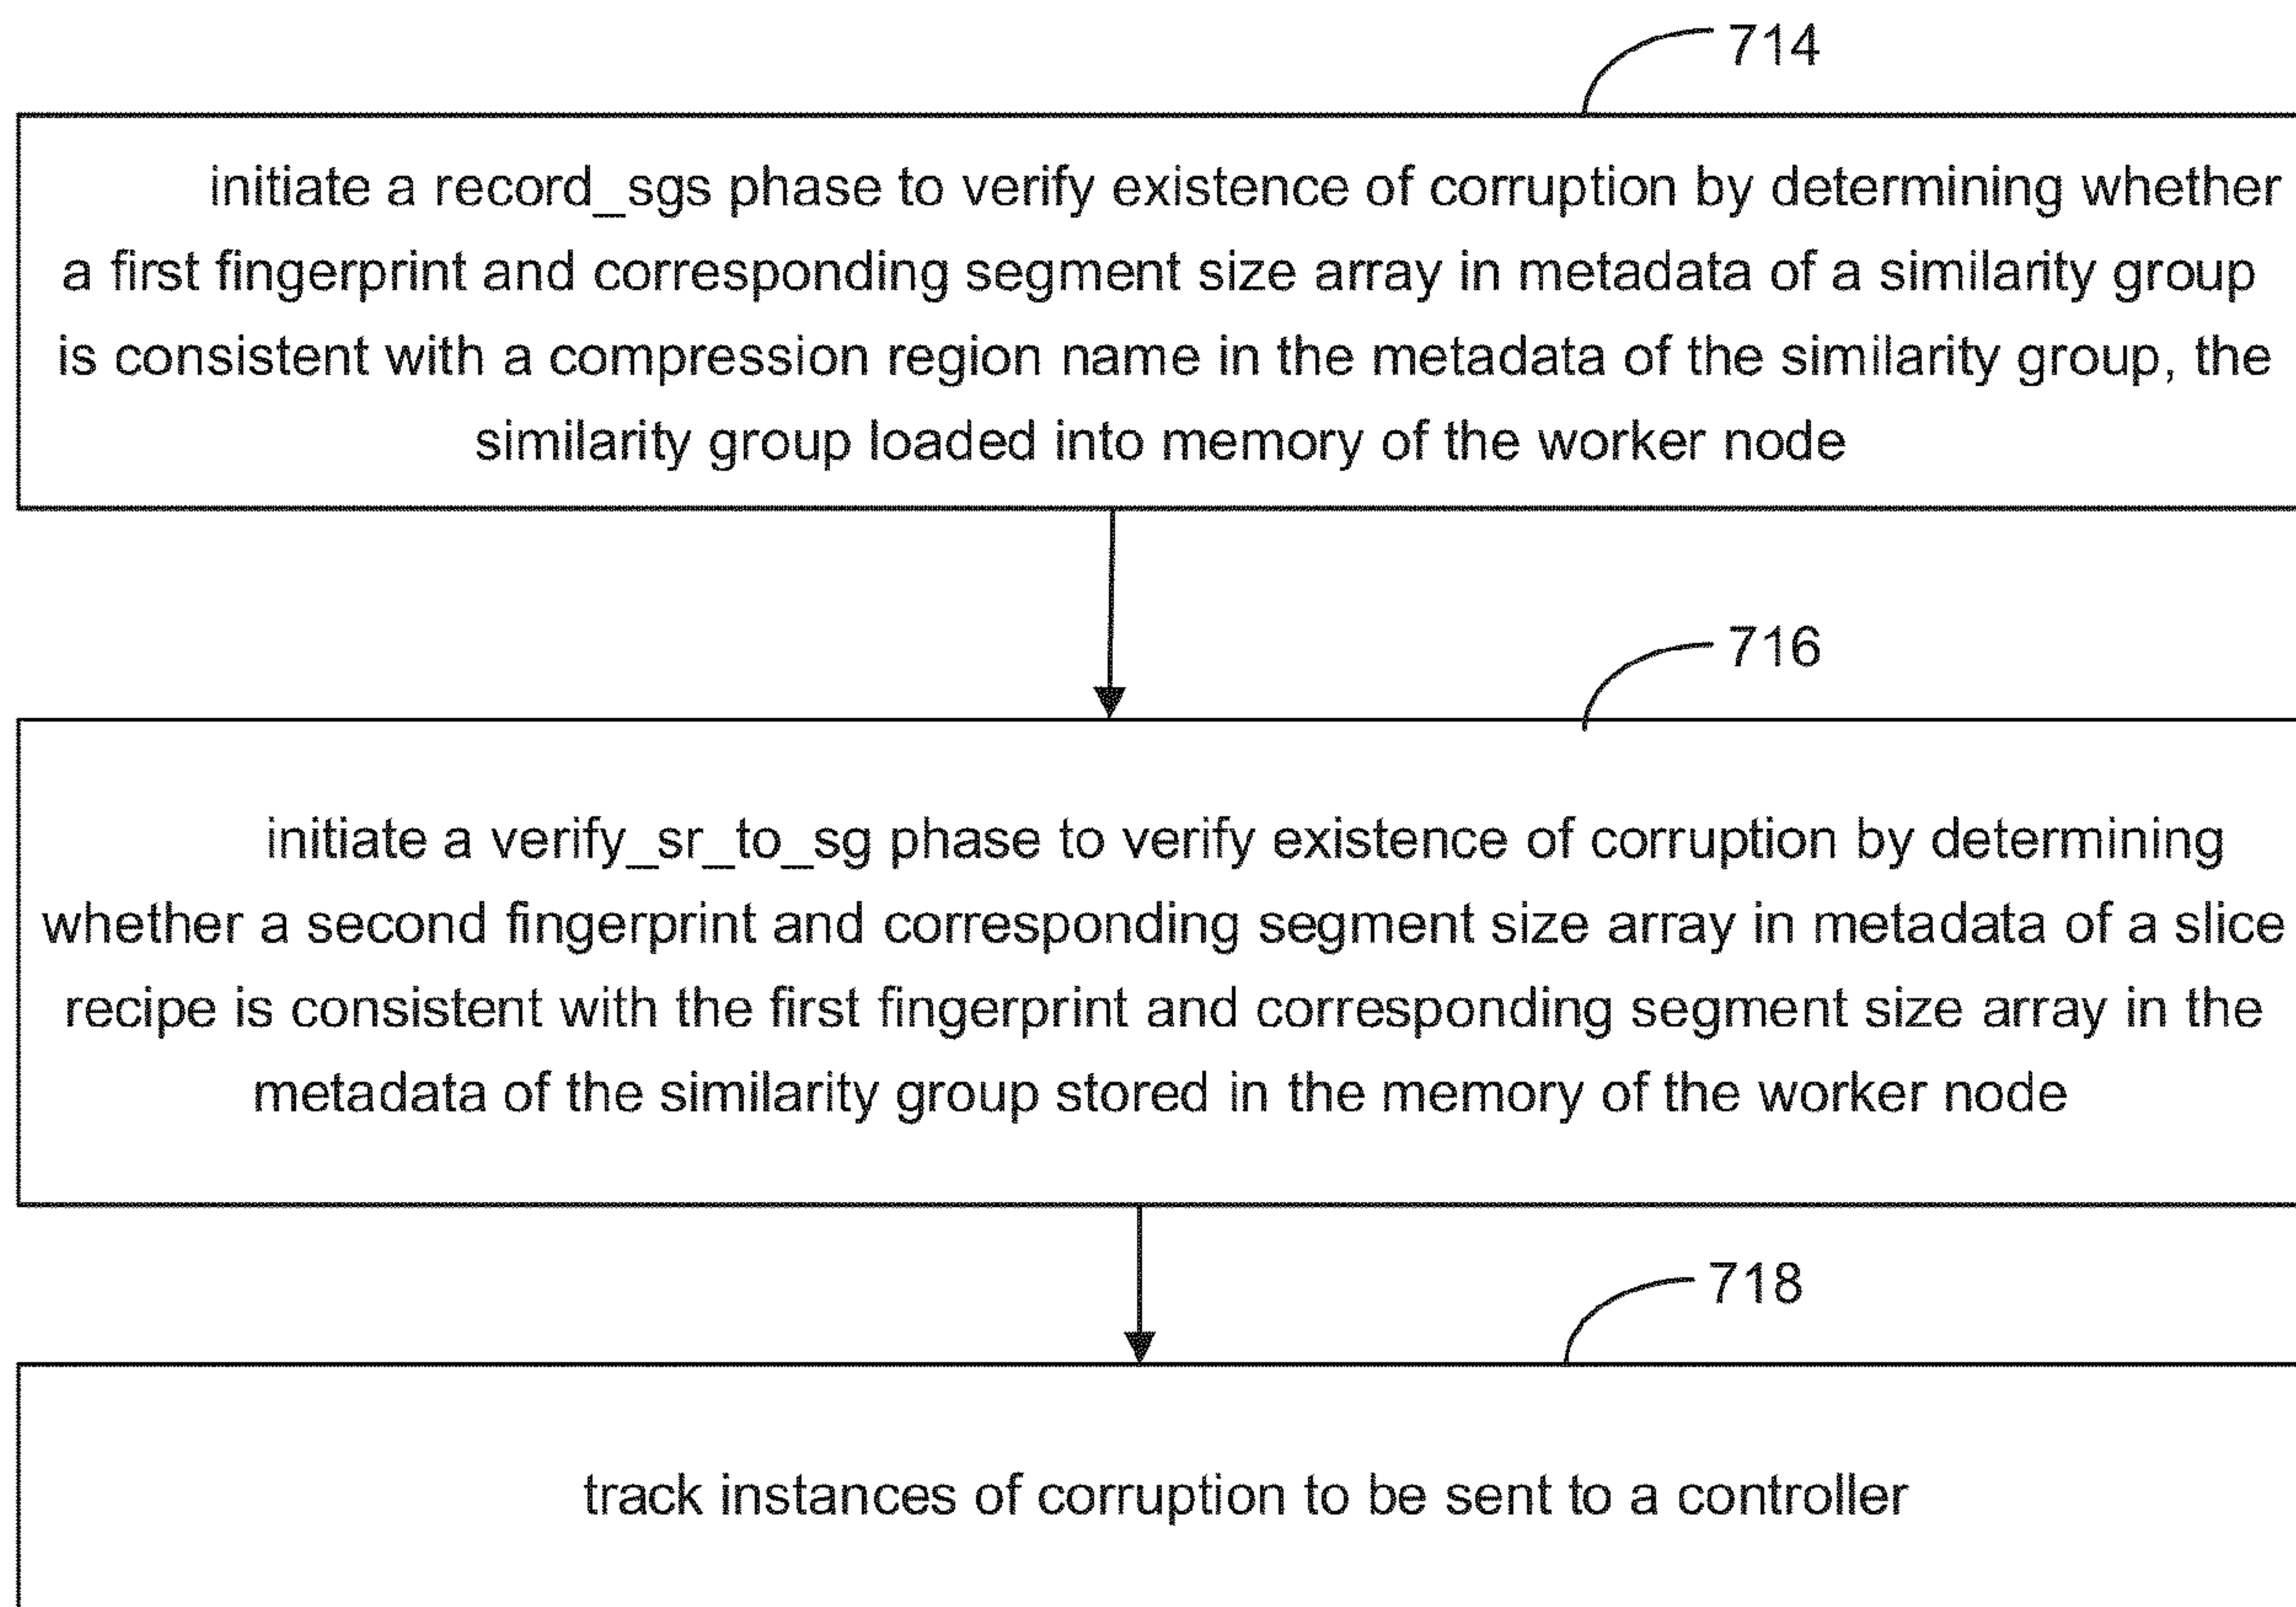 714
initiate a record_sgs phase to verify existence of corruption by determining whether
a first fingerprint and corresponding segment size array in metadata of a similarity group
is consistent with a compression region name in the metadata of the similarity group, the
similarity group loaded into memory of the worker node
716
initiate a verify_sr_to_sg phase to verify existence of corruption by determining
whether a second fingerprint and corresponding segment size array in metadata of a slice
recipe is consistent with the first fingerprint and corresponding segment size array in the
metadata of the similarity group stored in the memory of the worker node
718
track instances of corruption to be sent to a controller